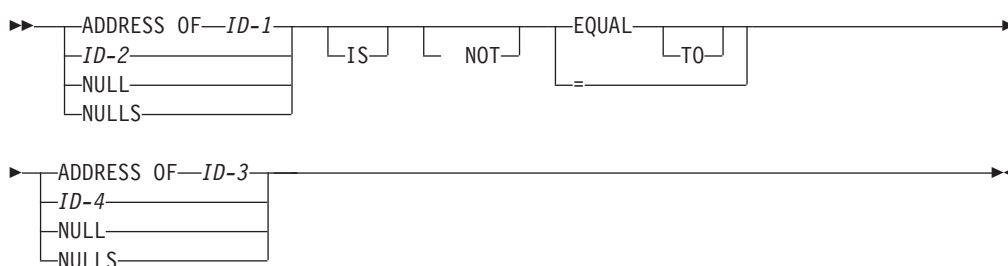 ADDRESS OF ID-1 IS NOT EQUAL TO
ID-2 =
NULL
NULLS
ADDRESS OF ID-3
ID-4
NULL
NULLS